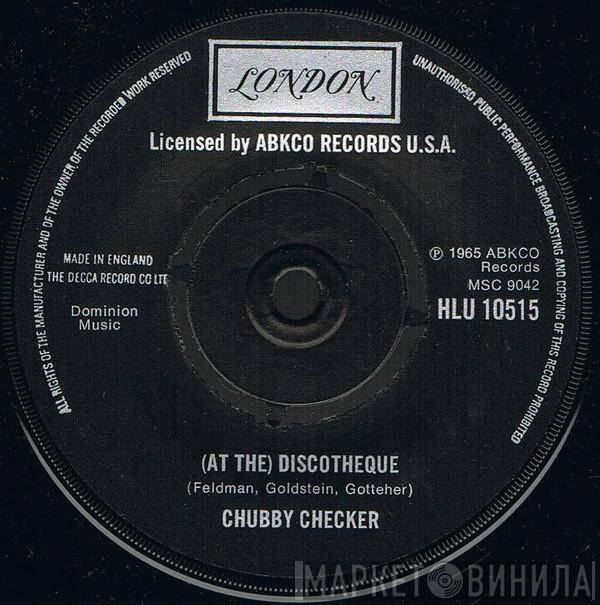 LONDON
Licensed by ABKCO RECORDS U.S.A.
ALL RIGHTS OF THE MANUFACTURER AND OF THE OWNER OF THE RECORDED WORK RESERVED
UNAUTHORISED PUBLIC PERFORMANCE BROADCASTING AND COPYING OF THIS RECORD PROHIBITED
MADE IN ENGLAND
THE DECCA RECORD CO LTD
Dominion
Music
℗ 1965 ABKCO
Records
MSC 9042
HLU 10515
(AT THE) DISCOTHEQUE
(Feldman, Goldstein, Gotteher)
CHUBBY CHECKER
МАРКЕТ ВИНИЛА